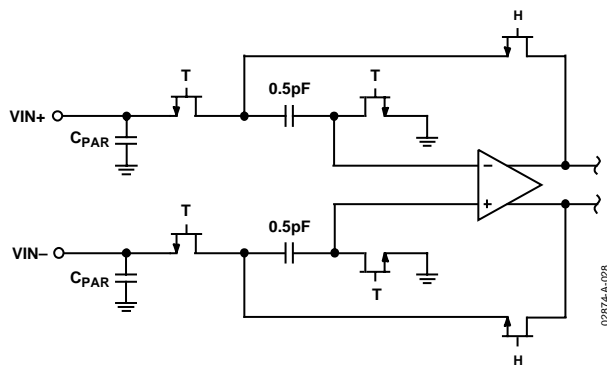 H
T
0.5pF
T
VIN+
CPAR
−
+
T
0.5pF
VIN–
CPAR
T
H
02874-A-028